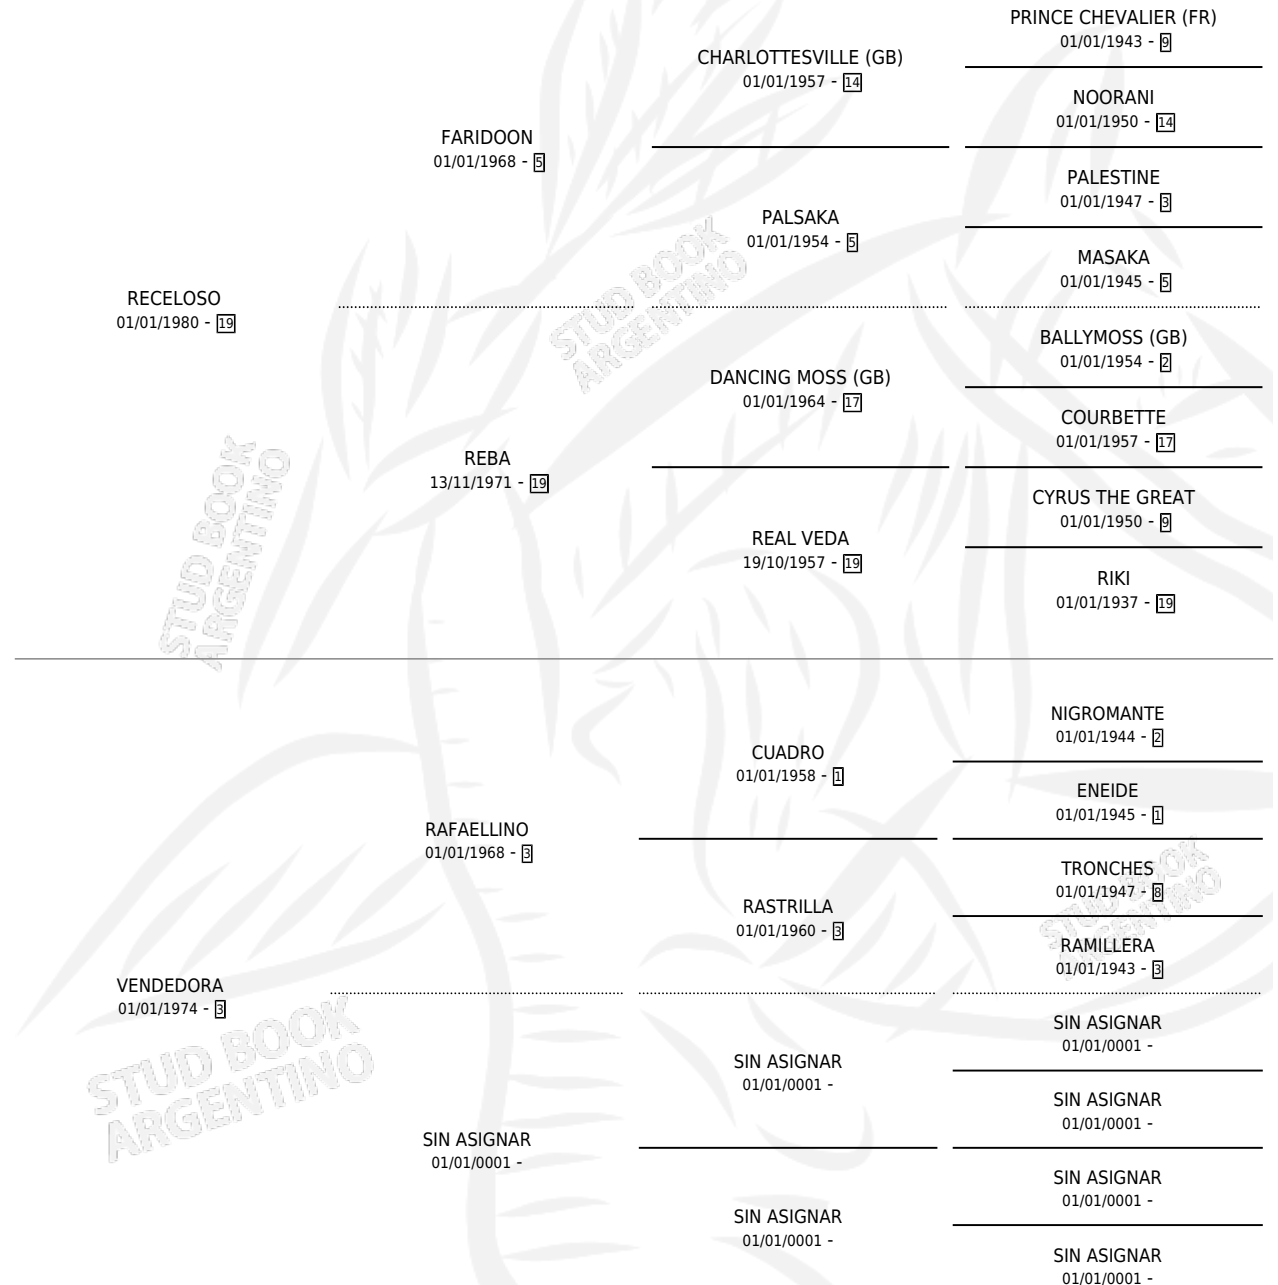 PRINCE CHEVALIER (FR)
01/01/1943 - 9
CHARLOTTESVILLE (GB)
01/01/1957 - 14
NOORANI
01/01/1950 - 14
FARIDOON
01/01/1968 - 5
PALESTINE
01/01/1947 - 3
PALSAKA
01/01/1954 - 5
MASAKA
01/01/1945 - 5
RECELOSO
01/01/1980 - 19
BALLYMOSS (GB)
01/01/1954 - 2
DANCING MOSS (GB)
01/01/1964 - 17
COURBETTE
01/01/1957 - 17
REBA
13/11/1971 - 19
CYRUS THE GREAT
01/01/1950 - 9
REAL VEDA
19/10/1957 - 19
RIKI
01/01/1937 - 19
NIGROMANTE
01/01/1944 - 2
CUADRO
01/01/1958 - 1
ENEIDE
01/01/1945 - 1
RAFAELLINO
01/01/1968 - 3
TRONCHES
01/01/1947 - 8
RASTRILLA
01/01/1960 - 3
RAMILLERA
01/01/1943 - 3
VENDEDORA
01/01/1974 - 3
SIN ASIGNAR
01/01/0001 -
SIN ASIGNAR
01/01/0001 -
SIN ASIGNAR
01/01/0001 -
SIN ASIGNAR
01/01/0001 -
SIN ASIGNAR
01/01/0001 -
SIN ASIGNAR
01/01/0001 -
SIN ASIGNAR
01/01/0001 -
STUD BOOK
ARGENTINO
STUD BOOK
ARGENTINO
STUD BOOK
ARGENTINO
STUD BOOK
ARGENTINO